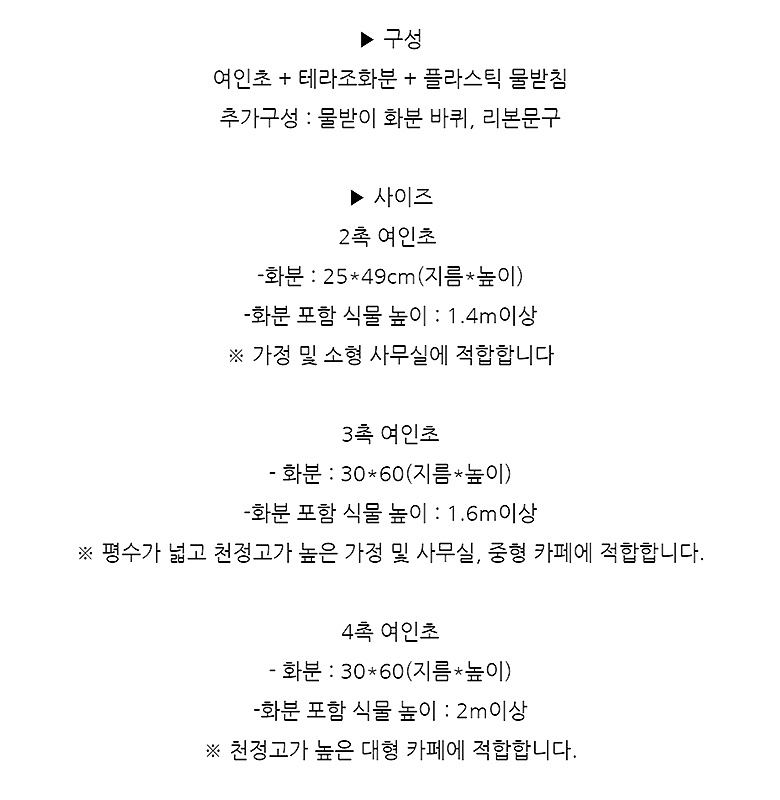 ▶ 구성
여인초 + 테라조화분 + 플라스틱 물받침
추가구성 : 물받이 화분 바퀴, 리본문구
▶ 사이즈
2촉 여인초
-화분 : 25*49cm(지름*높이)
-화분 포함 식물 높이 : 1.4m이상
※ 가정 및 소형 사무실에 적합합니다
3촉 여인초
- 화분 : 30*60(지름*높이)
-화분 포함 식물 높이 : 1.6m이상
※ 평수가 넓고 천정고가 높은 가정 및 사무실, 중형 카페에 적합합니다.
4촉 여인초
- 화분 : 30*60(지름*높이)
-화분 포함 식물 높이 : 2m이상
※ 천정고가 높은 대형 카페에 적합합니다.